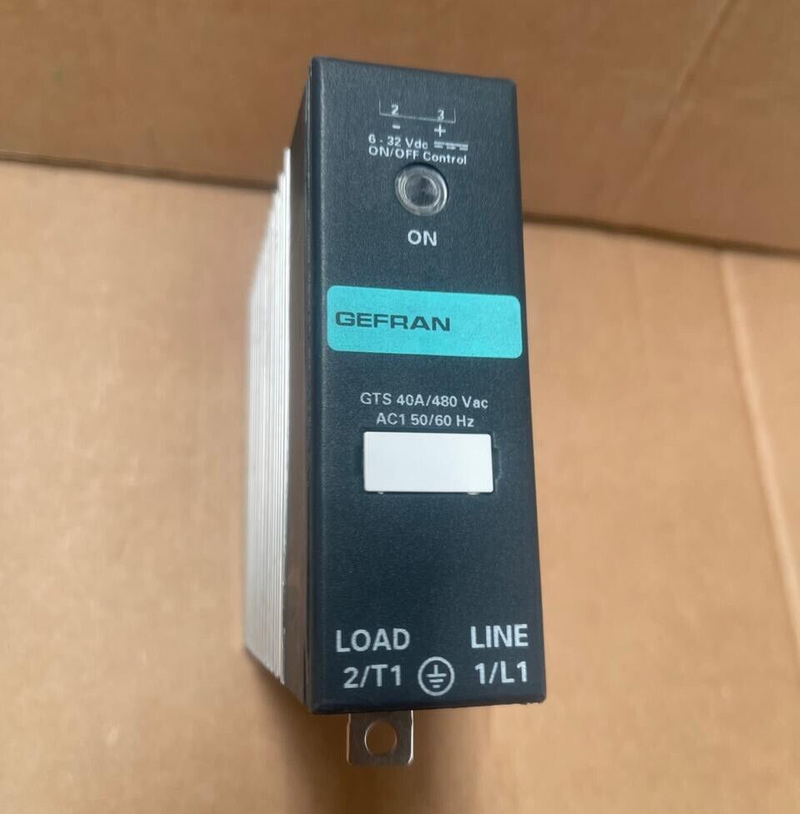 2 3
- +
6 - 32 Vdc
ON/OFF Control
ON
GEFRAN
GTS 40A/480 Vac
AC1 50/60 Hz
LOAD LINE
2/T1 1/L1